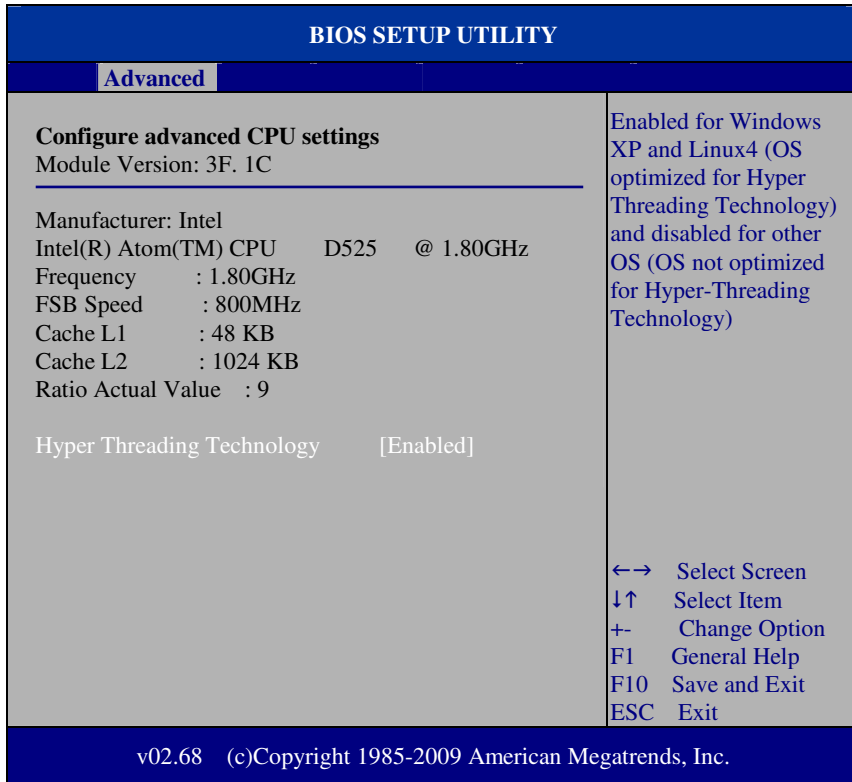 BIOS SETUP UTILITY
Advanced
Configure advanced CPU settings
Module Version: 3F. 1C
Manufacturer: Intel
Intel(R) Atom(TM) CPU D525 @ 1.80GHz
Frequency : 1.80GHz
FSB Speed : 800MHz
Cache L1 : 48 KB
Cache L2 : 1024 KB
Ratio Actual Value : 9
Hyper Threading Technology [Enabled]
Enabled for Windows
XP and Linux4 (OS
optimized for Hyper
Threading Technology)
and disabled for other
OS (OS not optimized
for Hyper-Threading
Technology)
←→ Select Screen
↓↑ Select Item
+- Change Option
F1 General Help
F10 Save and Exit
ESC Exit
v02.68 (c)Copyright 1985-2009 American Megatrends, Inc.